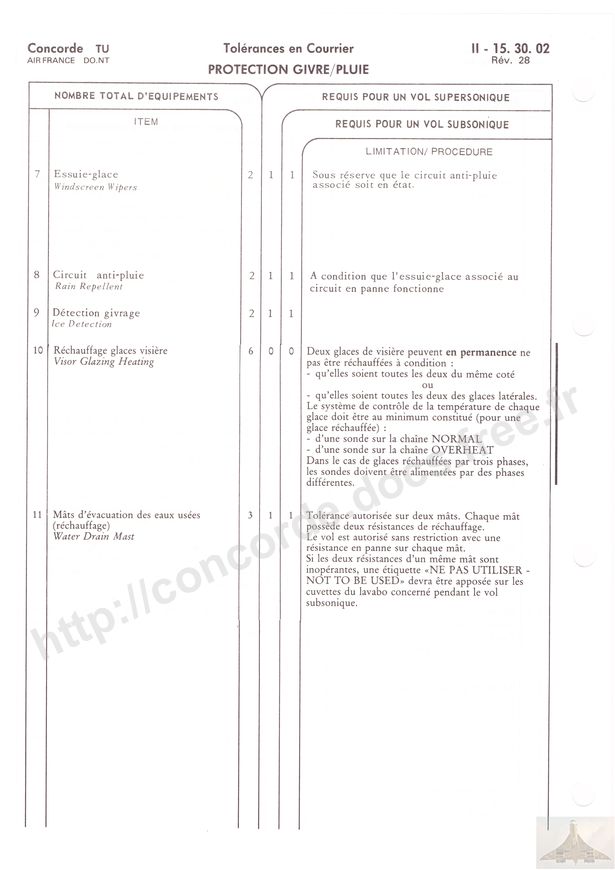 Concorde TU
AIR FRANCE DO.NT
Tolérances en Courrier
PROTECTION GIVRE/PLUIE
II - 15. 30. 02
Rév. 28
NOMBRE TOTAL D'EQUIPEMENTS
REQUIS POUR UN VOL SUPERSONIQUE
ITEM
REQUIS POUR UN VOL SUBSONIQUE
LIMITATION/ PROCEDURE
7 Essuie-glace 2 1 1 Sous réserve que le circuit anti-pluie
Windscreen Wipers. associé soit en état.
8 Circuit anti-pluie 2 1 1 A condition que l'essuie-glace associé au
Rain Repellent circuit en panne fonctionne
9 Détection givrage 2 1 1
Ice Detection
10 Réchauffage glaces visière 6 0 0 Deux glaces de visière peuvent en permanence ne
Visor Glazing Heating pas être réchauffées à condition :
- qu'elles soient toutes les deux du même coté
ou
- qu'elles soient toutes les deux des glaces latérales.
Le système de contrôle de la température de chaque
glace doit être au minimum constitué (pour une
glace réchauffée) :
- d'une sonde sur la chaîne NORMAL
- d'une sonde sur la chaîne OVERHEAT
Dans le cas de glaces réchauffées par trois phases,
les sondes doivent être alimentées par des phases
différentes.
11 Mâts d'évacuation des eaux usées 3 1 1 Tolérance autorisée sur deux mâts. Chaque mât
(réchauffage) possède deux résistances de réchauffage.
Water Drain Mast Le vol est autorisé sans restriction avec une
résistance en panne sur chaque mât.
Si les deux résistances d'un même mât sont
inopérantes, une étiquette «NE PAS UTILISER -
NOT TO BE USED» devra être apposée sur les
cuvettes du lavabo concerné pendant le vol
subsonique.
http://concorde.docs.free.fr